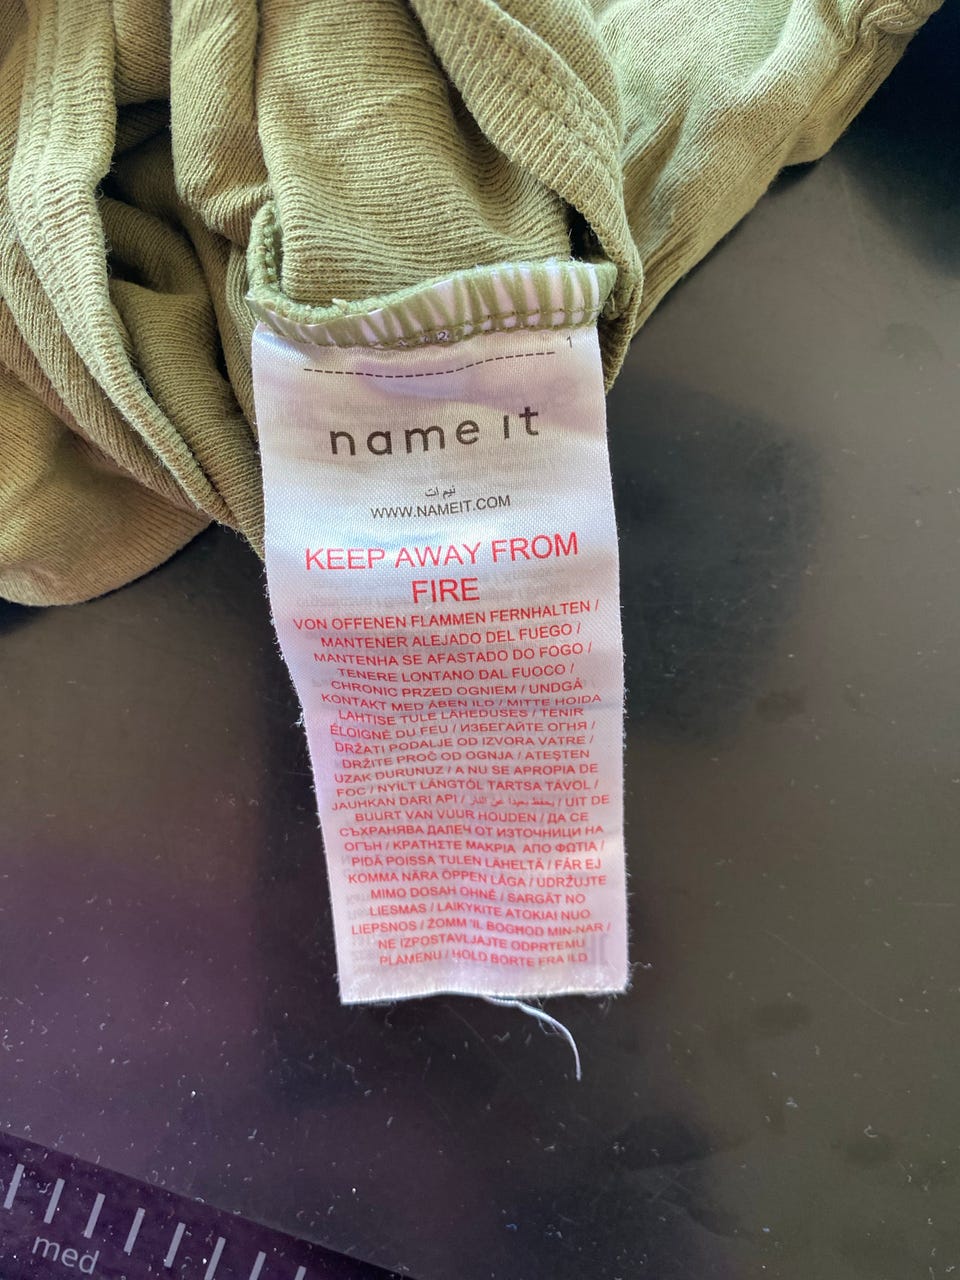 1
name it
نيم ات
WWW.NAMEIT.COM
KEEP AWAY FROM
FIRE
VON OFFENEN FLAMMEN FERNHALTEN /
MANTENER ALEJADO DEL FUEGO /
MANTENHA SE AFASTADO DO FOGO /
TENERE LONTANO DAL FUOCO /
CHRONIC PRZED OGNIEM / UNDGÅ
KONTAKT MED ÅBEN ILD / MITTE HOIDA
LAHTISE TULE LÄHEDUSES / TENIR
ÉLOIGNÉ DU FEU / ИЗБЕГАЙТЕ ОГНЯ /
DRŽATI PODALJE OD IZVORA VATRE /
DRŽITE PROČ OD OGNJA / ATEŞTEN
UZAK DURUNUZ / A NU SE APROPIA DE
FOC / NYÍLT LÁNGTÓL TARTSA TÁVOL /
JAUHKAN DARI API / يحفظ بعيدا عن النار / UIT DE
BUURT VAN VUUR HOUDEN / ДА СЕ
СЪХРАНЯВА ДАЛЕЧ ОТ ИЗТОЧНИЦИ НА
ОГЪН / ΚΡΑΤΗΣΤΕ ΜΑΚΡΙΑ ΑΠΟ ΦΩΤΙΑ /
PIDÄ POISSA TULEN LÄHELTÄ / FÅR EJ
KOMMA NÄRA ÖPPEN LÅGA / UDRŽUJTE
MIMO DOSAH OHNĚ / SARGĀT NO
LIESMAS / LAIKYKITE ATOKIAI NUO
LIEPSNOS / ŻOMM 'IL BOGĦOD MIN-NAR /
NE IZPOSTAVLJAJTE ODPRTEMU
PLAMENU / HOLD BORTE FRA ILD
med